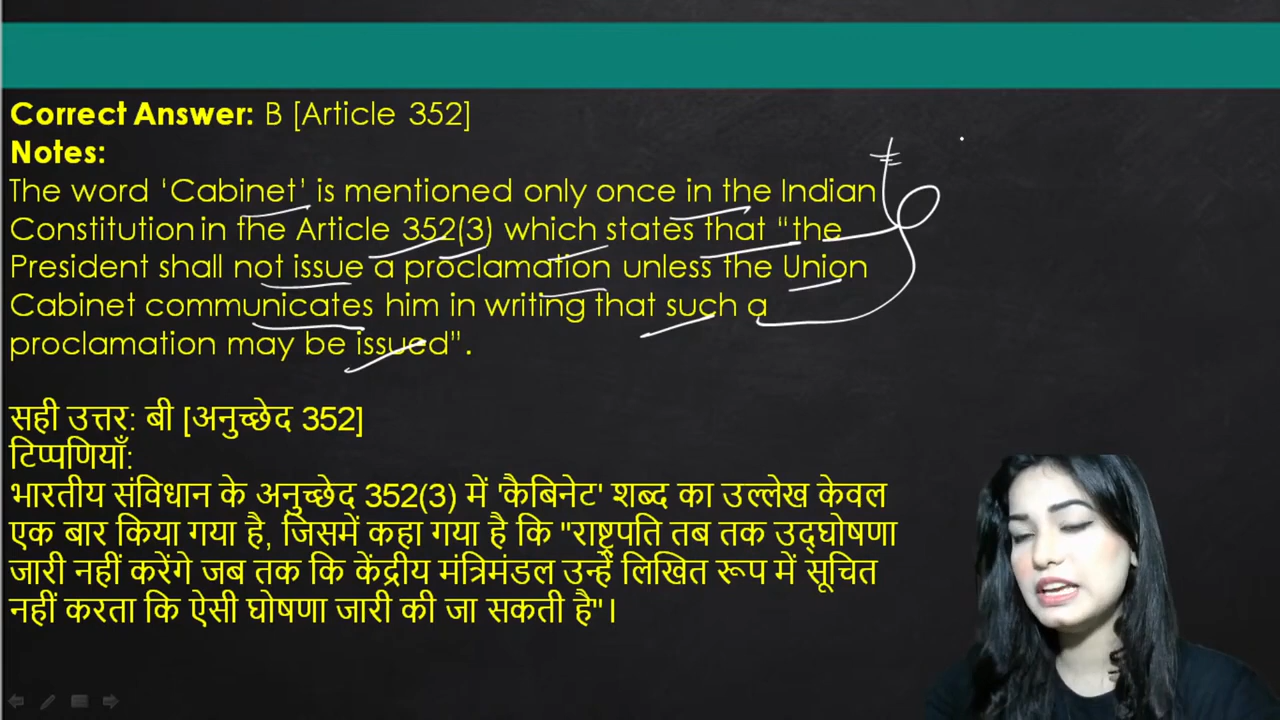 Correct Answer: B [Article 352]
Notes:
The word ‘Cabinet’ is mentioned only once in the Indian
Constitution in the Article 352(3) which states that “the
President shall not issue a proclamation unless the Union
Cabinet communicates him in writing that such a
proclamation may be issued”.
सही उत्तर: बी [अनुच्छेद 352]
टिप्पणियाँ:
भारतीय संविधान के अनुच्छेद 352(3) में 'कैबिनेट' शब्द का उल्लेख केवल
एक बार किया गया है, जिसमें कहा गया है कि "राष्ट्रपति तब तक उद्घोषणा
जारी नहीं करेंगे जब तक कि केंद्रीय मंत्रिमंडल उन्हें लिखित रूप में सूचित
नहीं करता कि ऐसी घोषणा जारी की जा सकती है"।